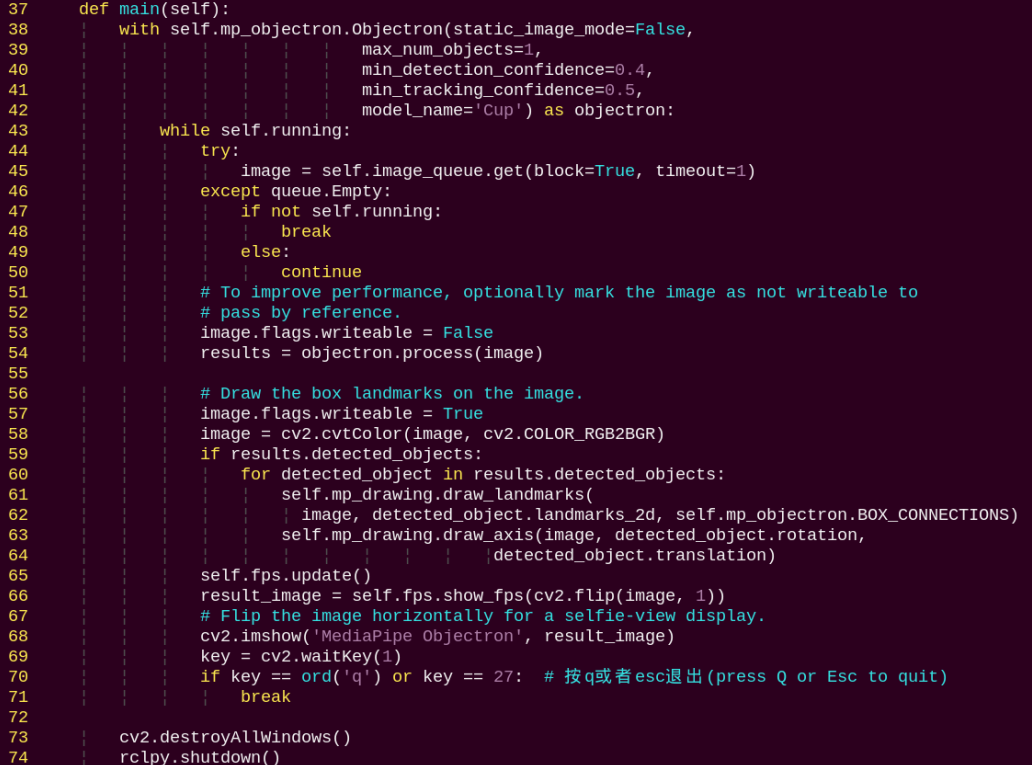 37     def main(self):
38         with self.mp_objectron.Objectron(static_image_mode=False,
39                                 max_num_objects=1,
40                                 min_detection_confidence=0.4,
41                                 min_tracking_confidence=0.5,
42                                 model_name='Cup') as objectron:
43             while self.running:
44                 try:
45                     image = self.image_queue.get(block=True, timeout=1)
46                 except queue.Empty:
47                     if not self.running:
48                         break
49                     else:
50                         continue
51                 # To improve performance, optionally mark the image as not writeable to
52                 # pass by reference.
53                 image.flags.writeable = False
54                 results = objectron.process(image)
55
56                 # Draw the box landmarks on the image.
57                 image.flags.writeable = True
58                 image = cv2.cvtColor(image, cv2.COLOR_RGB2BGR)
59                 if results.detected_objects:
60                     for detected_object in results.detected_objects:
61                         self.mp_drawing.draw_landmarks(
62                           image, detected_object.landmarks_2d, self.mp_objectron.BOX_CONNECTIONS)
63                         self.mp_drawing.draw_axis(image, detected_object.rotation,
64                                              detected_object.translation)
65                 self.fps.update()
66                 result_image = self.fps.show_fps(cv2.flip(image, 1))
67                 # Flip the image horizontally for a selfie-view display.
68                 cv2.imshow('MediaPipe Objectron', result_image)
69                 key = cv2.waitKey(1)
70                 if key == ord('q') or key == 27:  # 按q或者esc退出(press Q or Esc to quit)
71                     break
72
73         cv2.destroyAllWindows()
74         rclpy.shutdown()